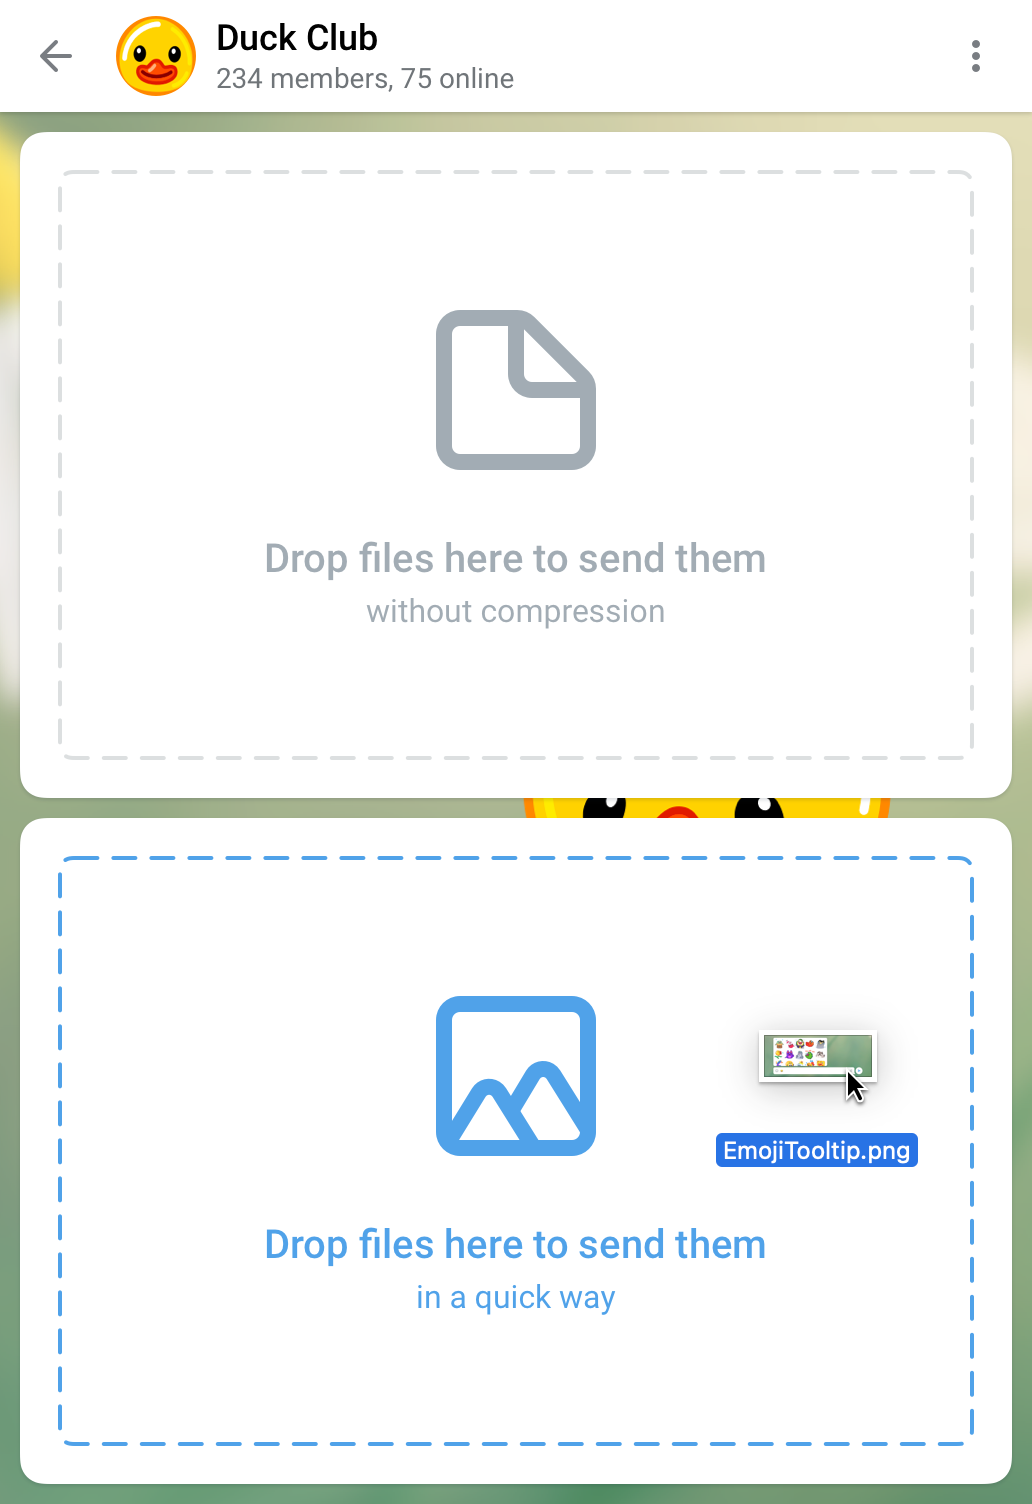 Duck Club
234 members, 75 online
Drop files here to send them
without compression
EmojiTooltip.png
Drop files here to send them
in a quick way